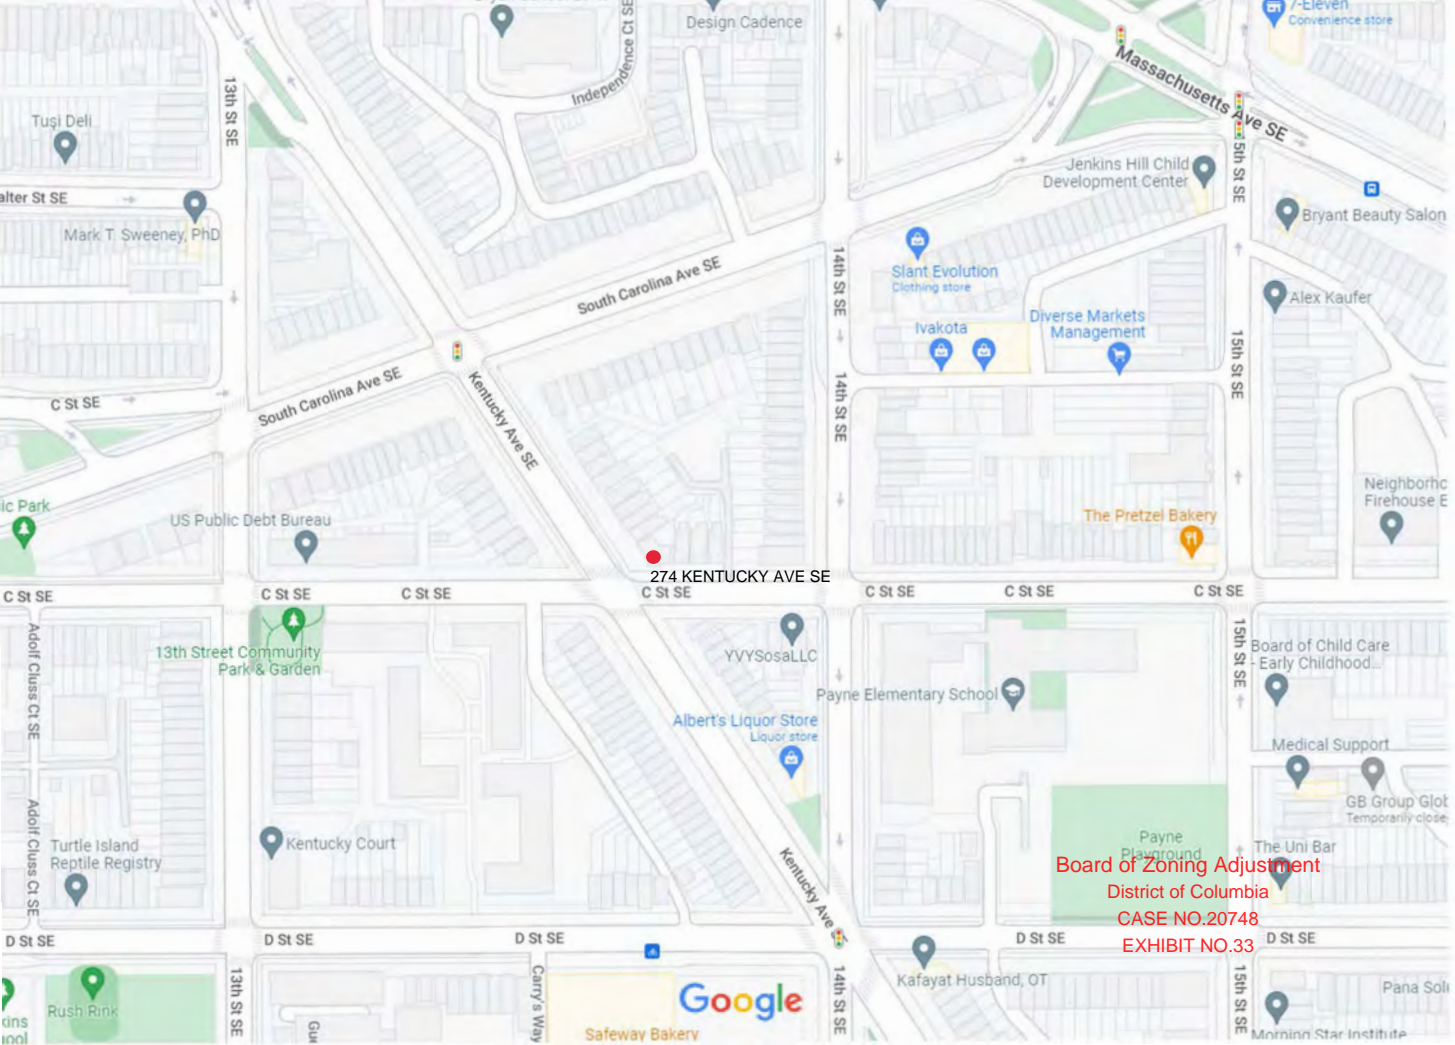 Design Cadence
7-Eleven
Convenience store
Independence Ct SE
Massachusetts Ave SE
13th St SE
Tuşi Deli
Jenkins Hill Child
Development Center
15th St SE
alter St SE
Mark T. Sweeney, PhD
Bryant Beauty Salon
South Carolina Ave SE
14th St SE
Slant Evolution
Clothing store
Alex Kaufer
Ivakota
Diverse Markets
Management
15th St SE
C St SE
South Carolina Ave SE
Kentucky Ave SE
14th St SE
ic Park
US Public Debt Bureau
The Pretzel Bakery
Neighborhc
Firehouse E
274 KENTUCKY AVE SE
C St SE
C St SE
C St SE
C St SE
C St SE
C St SE
C St SE
Adolf Cluss Ct SE
13th Street Community
Park & Garden
YVYSosaLLC
Payne Elementary School
15th St SE
Board of Child Care
- Early Childhood...
Albert's Liquor Store
Liquor store
Medical Support
GB Group Glot
Temporarily close
Adolf Cluss Ct SE
Turtle Island
Reptile Registry
Kentucky Court
Kentucky Ave SE
Payne
Playground
The Uni Bar
Board of Zoning Adjustment
District of Columbia
CASE NO.20748
EXHIBIT NO.33
D St SE
D St SE
D St SE
D St SE
D St SE
Rush Rink
13th St SE
Carry's Way
Google
Safeway Bakery
14th St SE
Kafayat Husband, OT
15th St SE
Pana Sol
Morning Star Institute
kins
ool
Gu